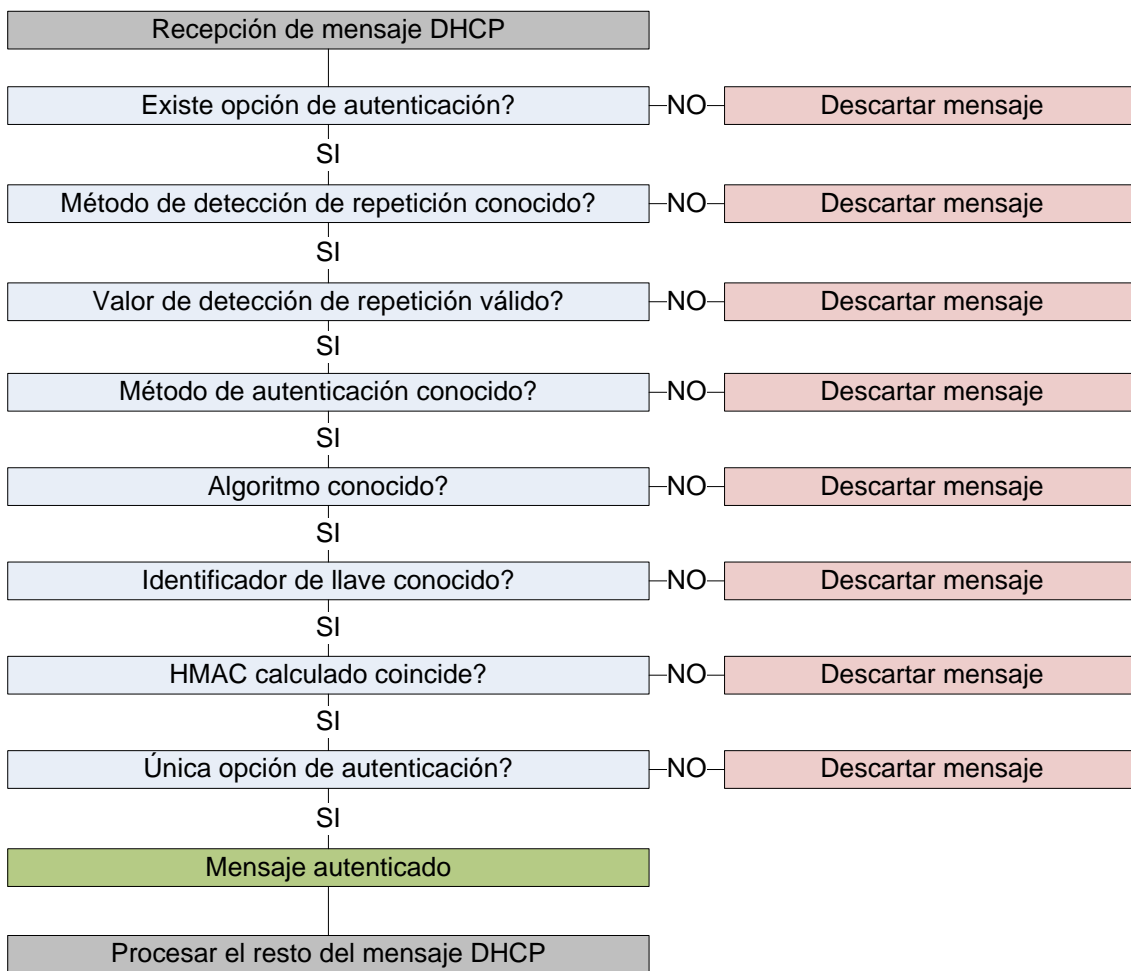 Recepción de mensaje DHCP
Existe opción de autenticación?
NO
Descartar mensaje
SI
Método de detección de repetición conocido?
NO
Descartar mensaje
SI
Valor de detección de repetición válido?
NO
Descartar mensaje
SI
Método de autenticación conocido?
NO
Descartar mensaje
SI
Algoritmo conocido?
NO
Descartar mensaje
SI
Identificador de llave conocido?
NO
Descartar mensaje
SI
HMAC calculado coincide?
NO
Descartar mensaje
SI
Única opción de autenticación?
NO
Descartar mensaje
SI
Mensaje autenticado
Procesar el resto del mensaje DHCP